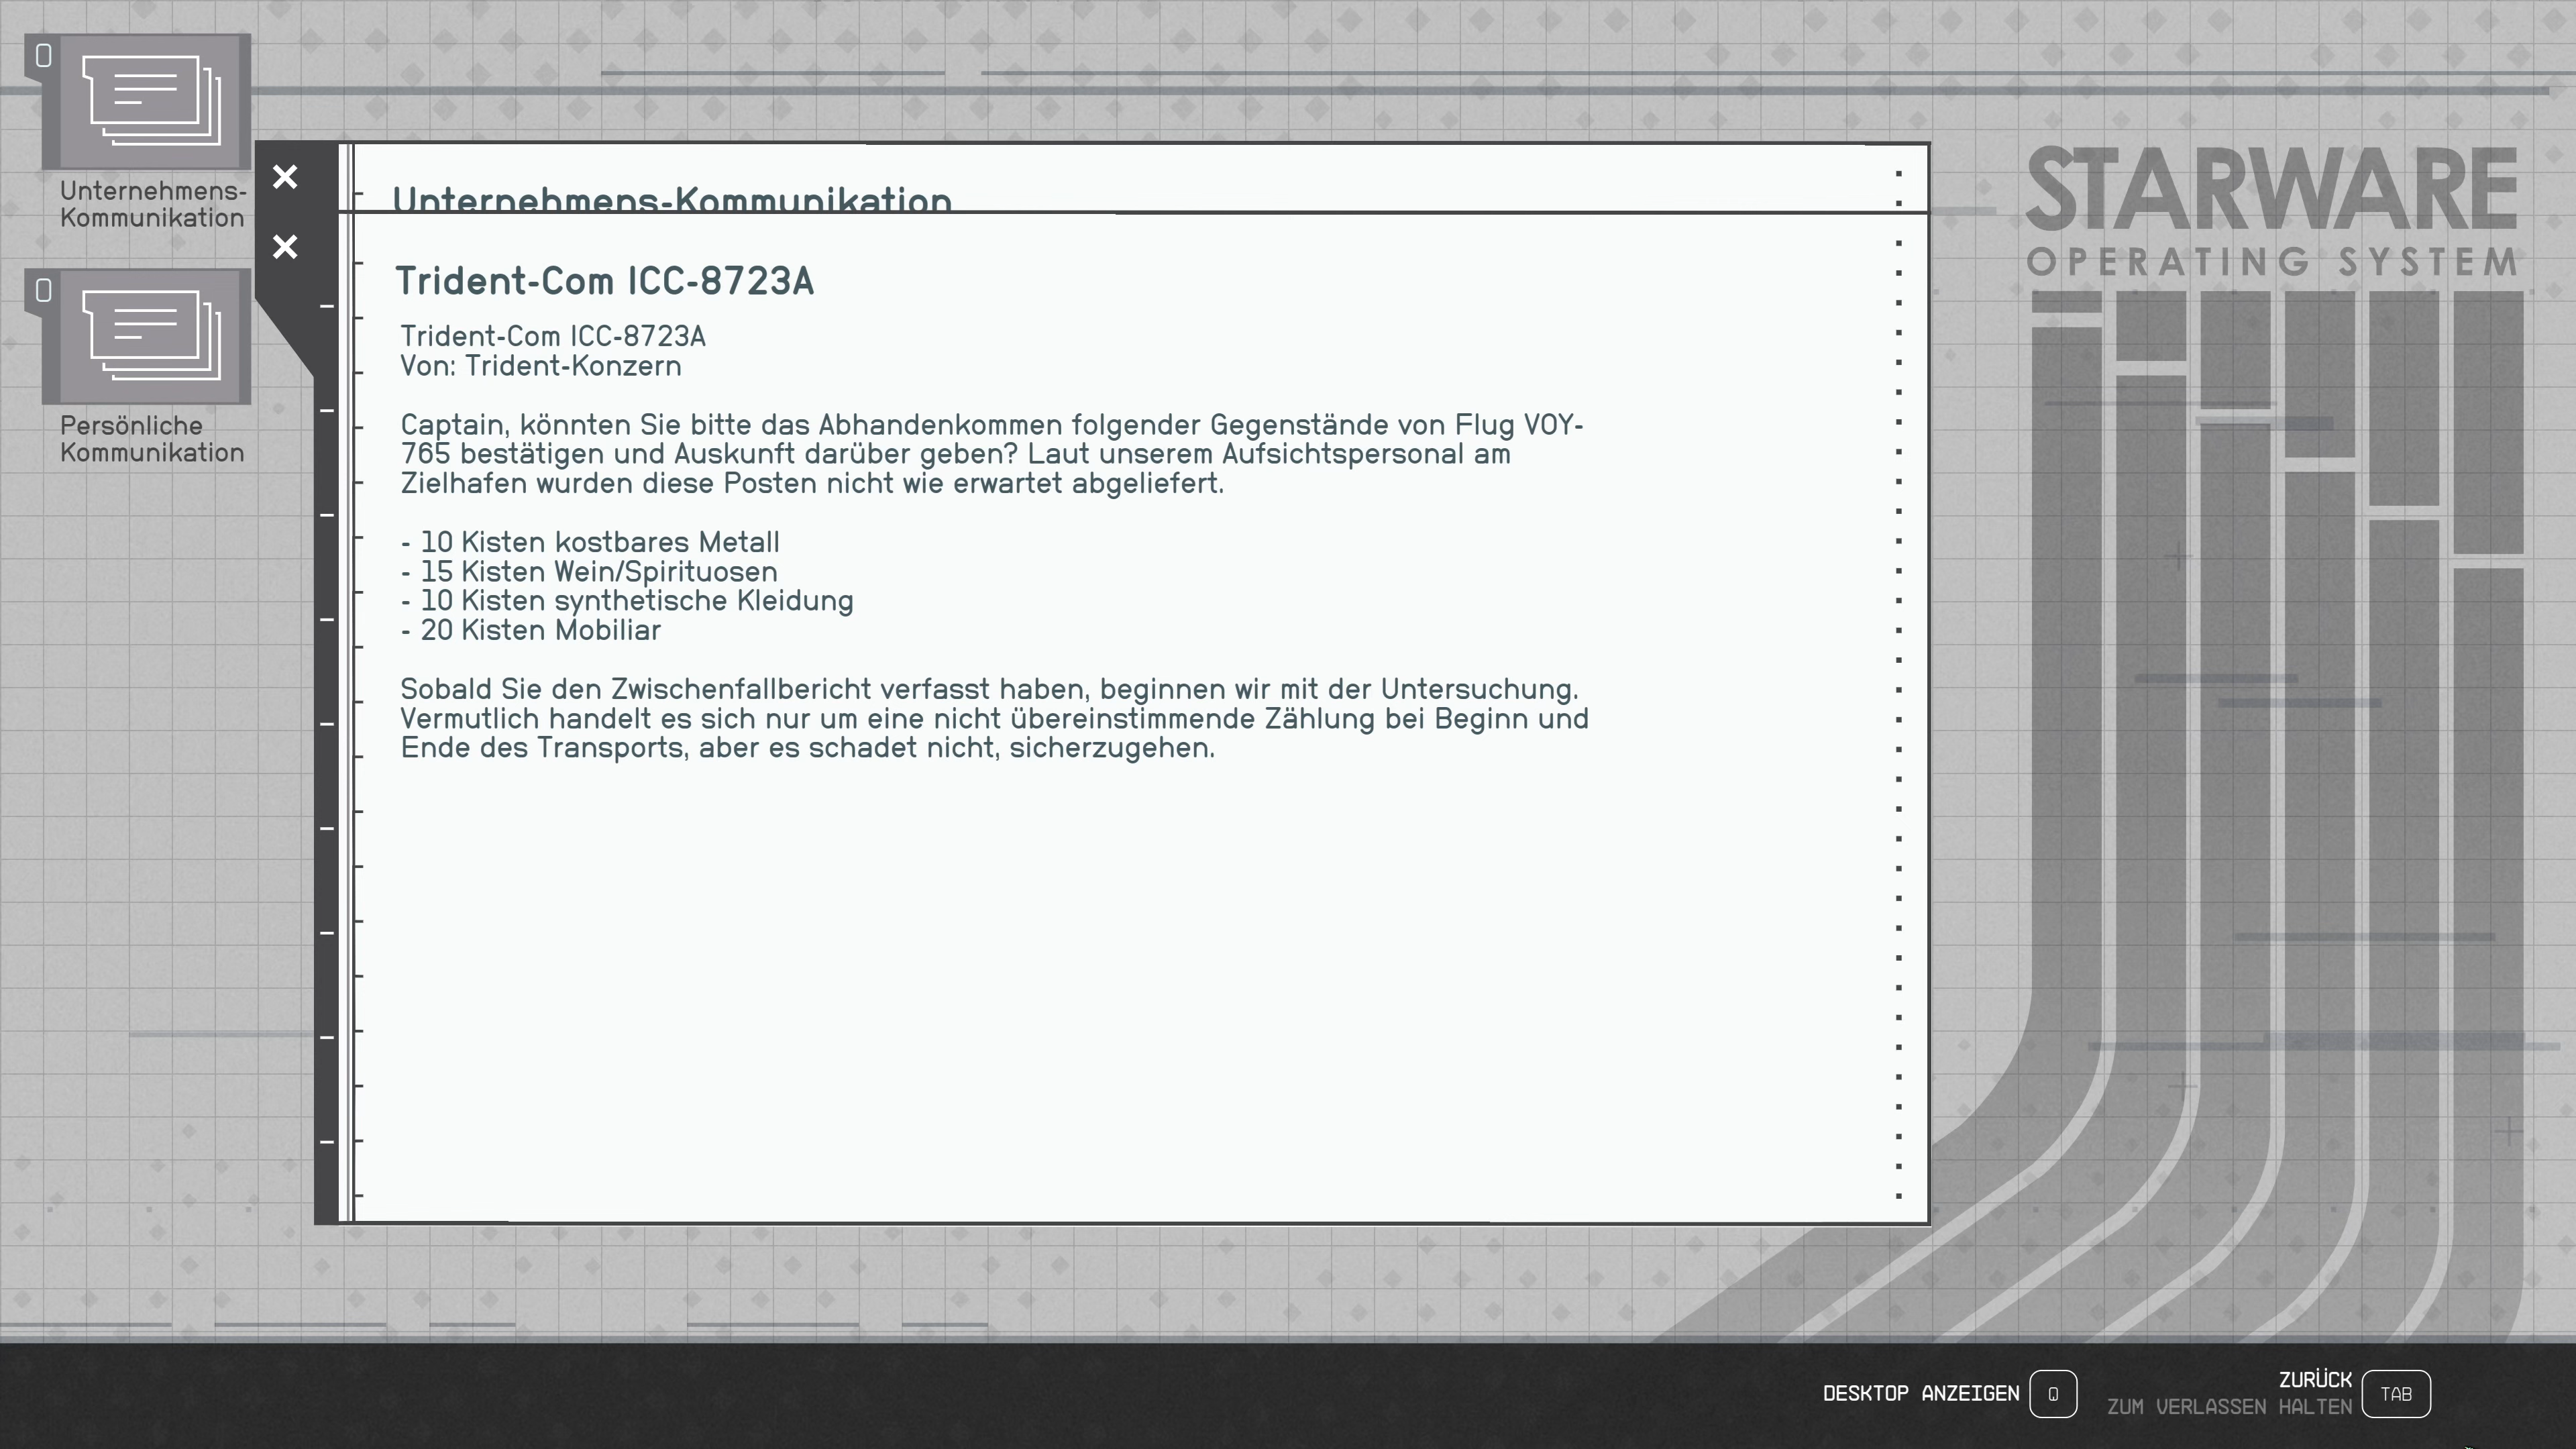 Unternehmens-
Kommunikation
Persönliche
Kommunikation
Unternehmens-Kommunikation
Trident-Com ICC-8723A
Trident-Com ICC-8723A
Von: Trident-Konzern
Captain, könnten Sie bitte das Abhandenkommen folgender Gegenstände von Flug VOY-
765 bestätigen und Auskunft darüber geben? Laut unserem Aufsichtspersonal am
Zielhafen wurden diese Posten nicht wie erwartet abgeliefert.
- 10 Kisten kostbares Metall
- 15 Kisten Wein/Spirituosen
- 10 Kisten synthetische Kleidung
- 20 Kisten Mobiliar
Sobald Sie den Zwischenfallbericht verfasst haben, beginnen wir mit der Untersuchung.
Vermutlich handelt es sich nur um eine nicht übereinstimmende Zählung bei Beginn und
Ende des Transports, aber es schadet nicht, sicherzugehen.
STARWARE
OPERATING SYSTEM
DESKTOP ANZEIGEN Q
ZURÜCK TAB
ZUM VERLASSEN HALTEN